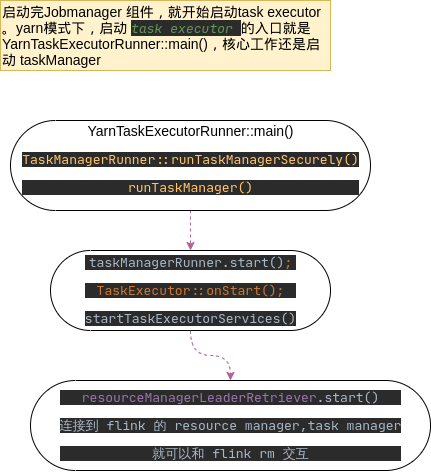 启动完Jobmanager 组件，就开始启动task executor
。yarn模式下，启动 task executor 的入口就是
YarnTaskExecutorRunner::main()，核心工作还是启
动 taskManager
YarnTaskExecutorRunner::main()
TaskManagerRunner::runTaskManagerSecurely()
runTaskManager()
taskManagerRunner.start();
TaskExecutor::onStart();
startTaskExecutorServices()
resourceManagerLeaderRetriever.start()
连接到 flink 的 resource manager,task manager
就可以和 flink rm 交互